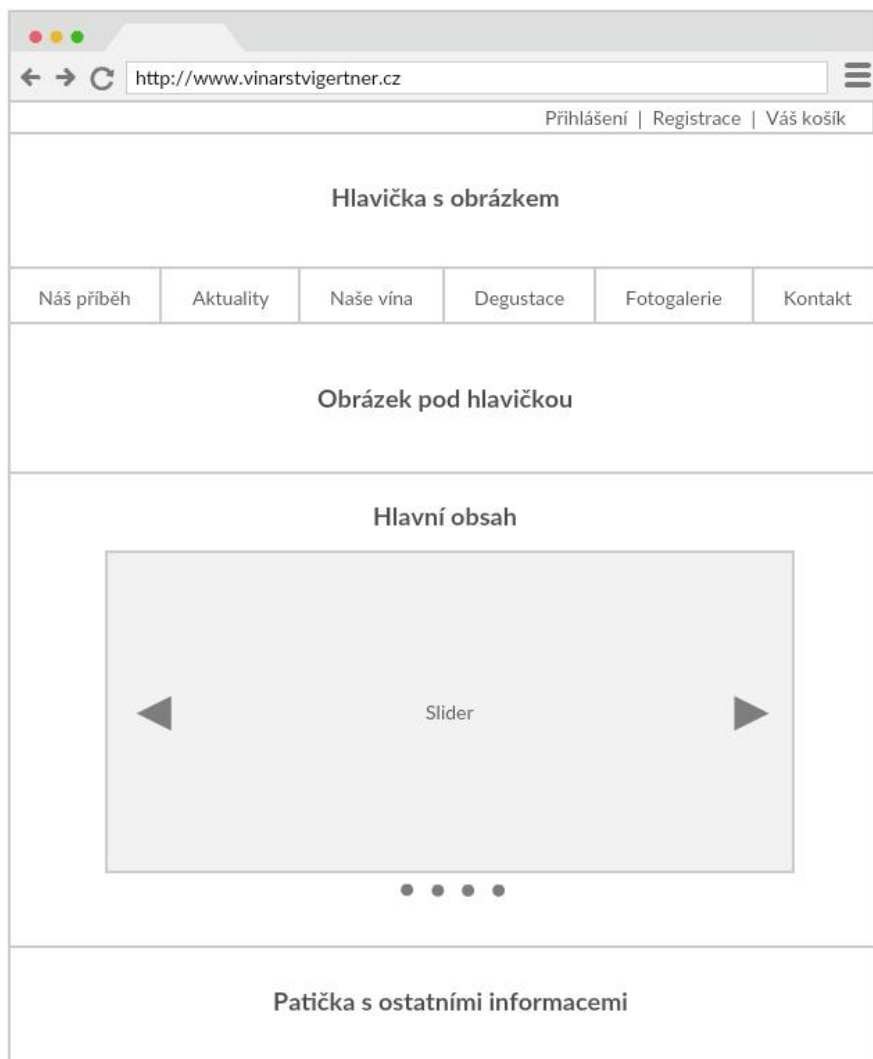 http://www.vinarstvigertner.cz
Přihlášení | Registrace | Váš košík
Hlavička s obrázkem
Náš příběh Aktuality Naše vína Degustace Fotogalerie Kontakt
Obrázek pod hlavičkou
Hlavní obsah
Slider
Patička s ostatními informacemi